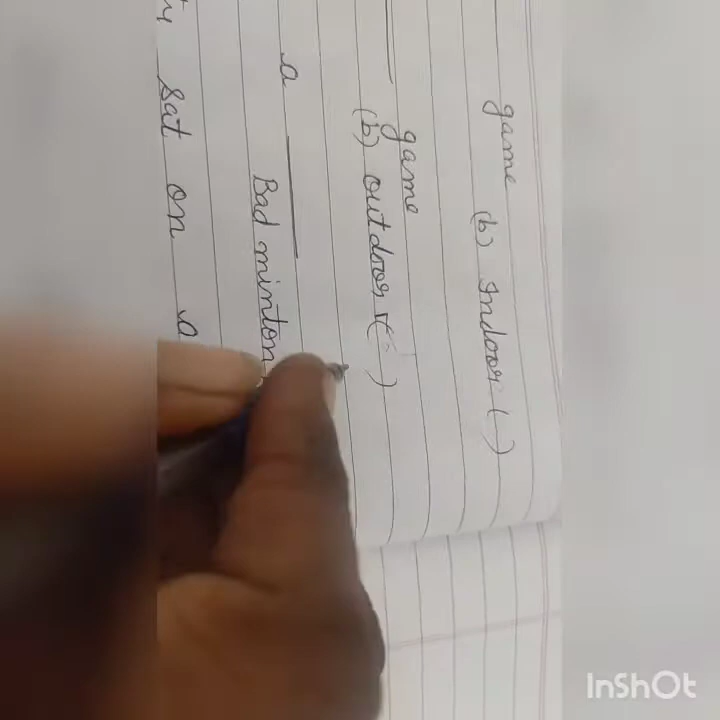 game
(b) Indoor (-)
game
(b) outdoor (-)
a
Badminton,
sat on a
InShOt